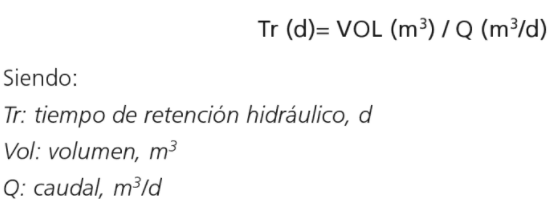 Tr (d)= VOL (m³) / Q (m³/d)
Siendo:
Tr: tiempo de retención hidráulico, d
Vol: volumen, m³
Q: caudal, m³/d